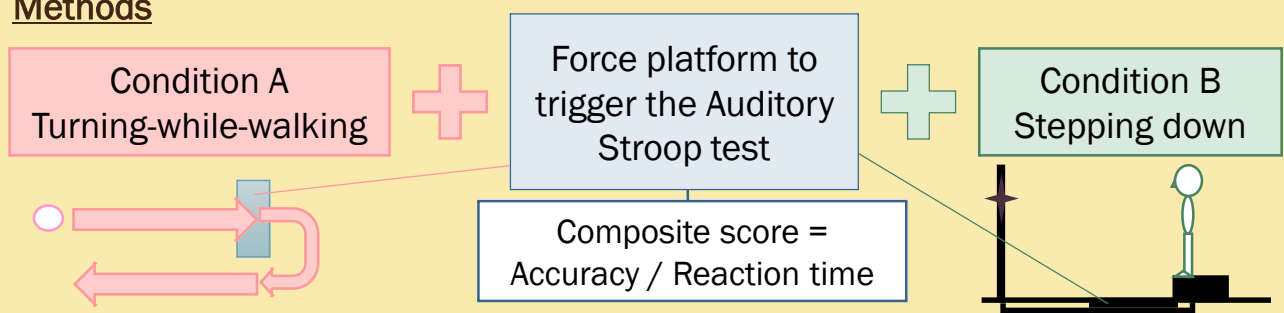 Methods
Condition A
Turning-while-walking
Force platform to
trigger the Auditory
Stroop test
Condition B
Stepping down
Composite score =
Accuracy / Reaction time